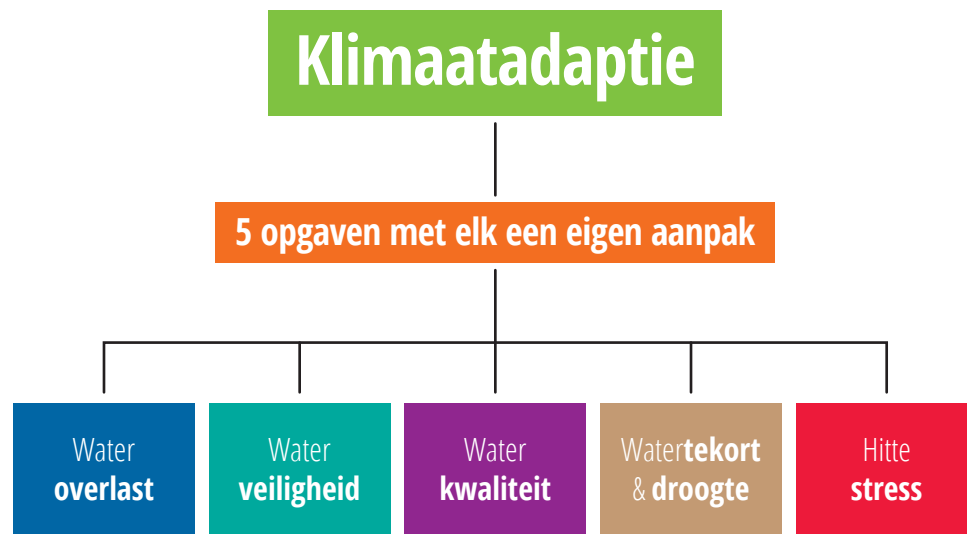 Klimaatadaptie
5 opgaven met elk een eigen aanpak
Water
overlast
Water
veiligheid
Water
kwaliteit
Watertekort
& droogte
Hitte
stress